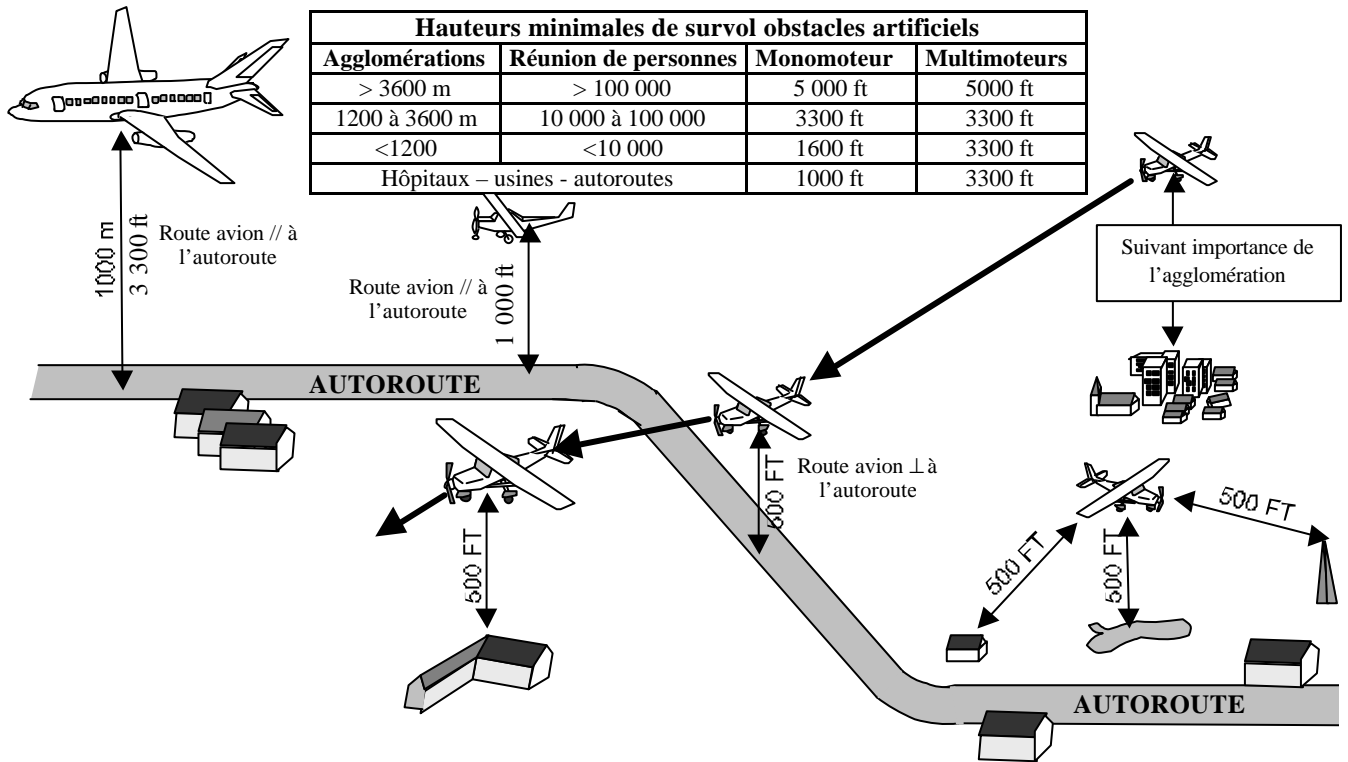 Hauteurs minimales de survol obstacles artificiels
Agglomérations Réunion de personnes Monomoteur Multimoteurs
> 3600 m > 100 000 5 000 ft 5000 ft
1200 à 3600 m 10 000 à 100 000 3300 ft 3300 ft
<1200 <10 000 1600 ft 3300 ft
Hôpitaux – usines - autoroutes 1000 ft 3300 ft
1000 m
3 300 ft
Route avion // à
l’autoroute
Route avion // à
l’autoroute
1 000 ft
Suivant importance de
l’agglomération
AUTOROUTE
500 FT
Route avion ⊥ à
l’autoroute
500 FT
500 FT
500 FT
500 FT
AUTOROUTE